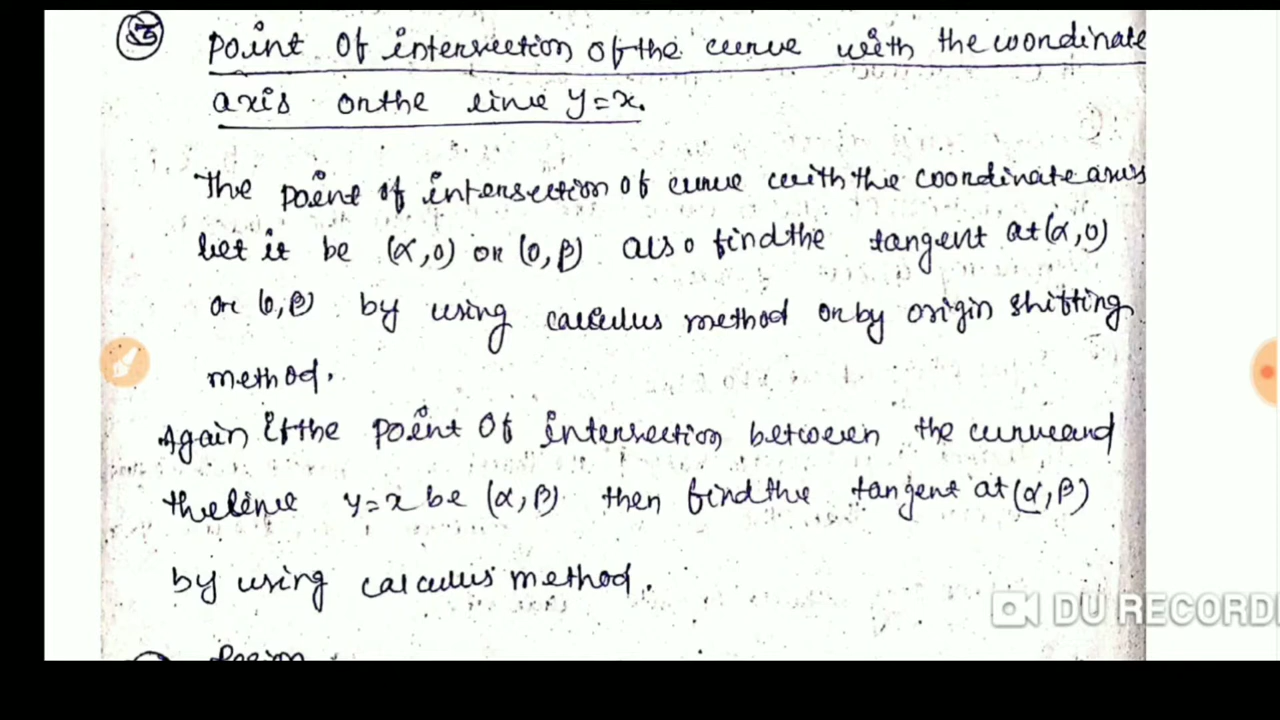 ③ Point of intersection of the curve with the coordinate
axis or the line y=x.
The point of intersection of curve with the coordinate axis
let it be (α,0) or (0,β) also find the tangent at (α,0)
or (0,β) by using calculus method or by origin shifting
method.
Again if the point of intersection between the curve and
the line y=x be (α,β) then find the tangent at (α,β)
by using calculus method.
Region
DU RECORD